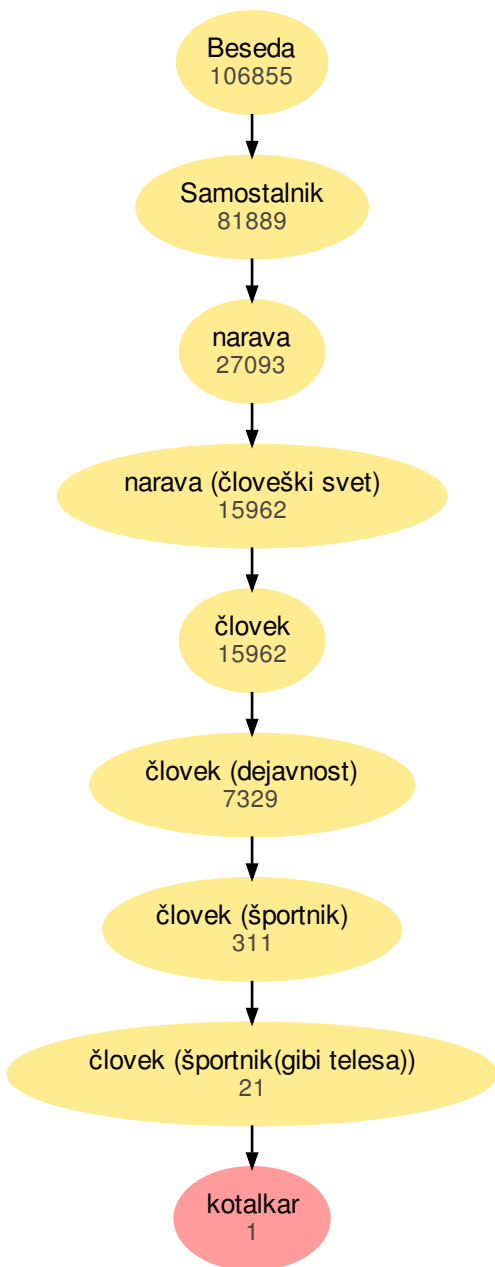 Beseda
106855
Samostalnik
81889
narava
27093
narava (človeški svet)
15962
človek
15962
človek (dejavnost)
7329
človek (športnik)
311
človek (športnik(gibi telesa))
21
kotalkar
1